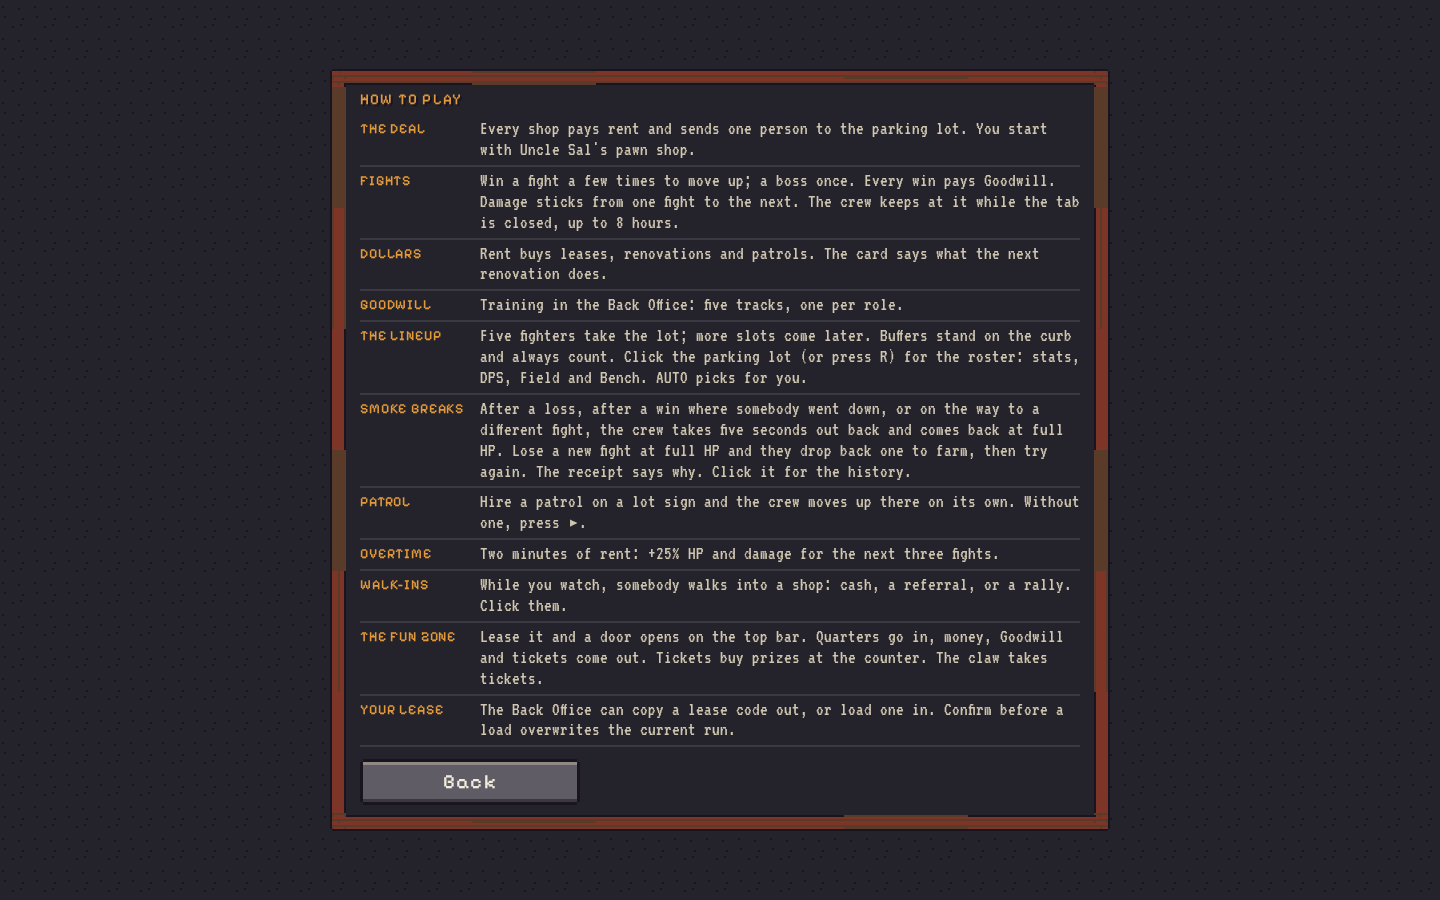 HOW TO PLAY
THE DEAL
Every shop pays rent and sends one person to the parking lot. You start
with Uncle Sal's pawn shop.
FIGHTS
Win a fight a few times to move up; a boss once. Every win pays Goodwill.
Damage sticks from one fight to the next. The crew keeps at it while the tab
is closed, up to 8 hours.
DOLLARS
Rent buys leases, renovations and patrols. The card says what the next
renovation does.
GOODWILL
Training in the Back Office: five tracks, one per role.
THE LINEUP
Five fighters take the lot; more slots come later. Buffers stand on the curb
and always count. Click the parking lot (or press R) for the roster: stats,
DPS, Field and Bench. AUTO picks for you.
SMOKE BREAKS
After a loss, after a win where somebody went down, or on the way to a
different fight, the crew takes five seconds out back and comes back at full
HP. Lose a new fight at full HP and they drop back one to farm, then try
again. The receipt says why. Click it for the history.
PATROL
Hire a patrol on a lot sign and the crew moves up there on its own. Without
one, press ▶.
OVERTIME
Two minutes of rent: +25% HP and damage for the next three fights.
WALK-INS
While you watch, somebody walks into a shop: cash, a referral, or a rally.
Click them.
THE FUN ZONE
Lease it and a door opens on the top bar. Quarters go in, money, Goodwill
and tickets come out. Tickets buy prizes at the counter. The claw takes
tickets.
YOUR LEASE
The Back Office can copy a lease code out, or load one in. Confirm before a
load overwrites the current run.
Back